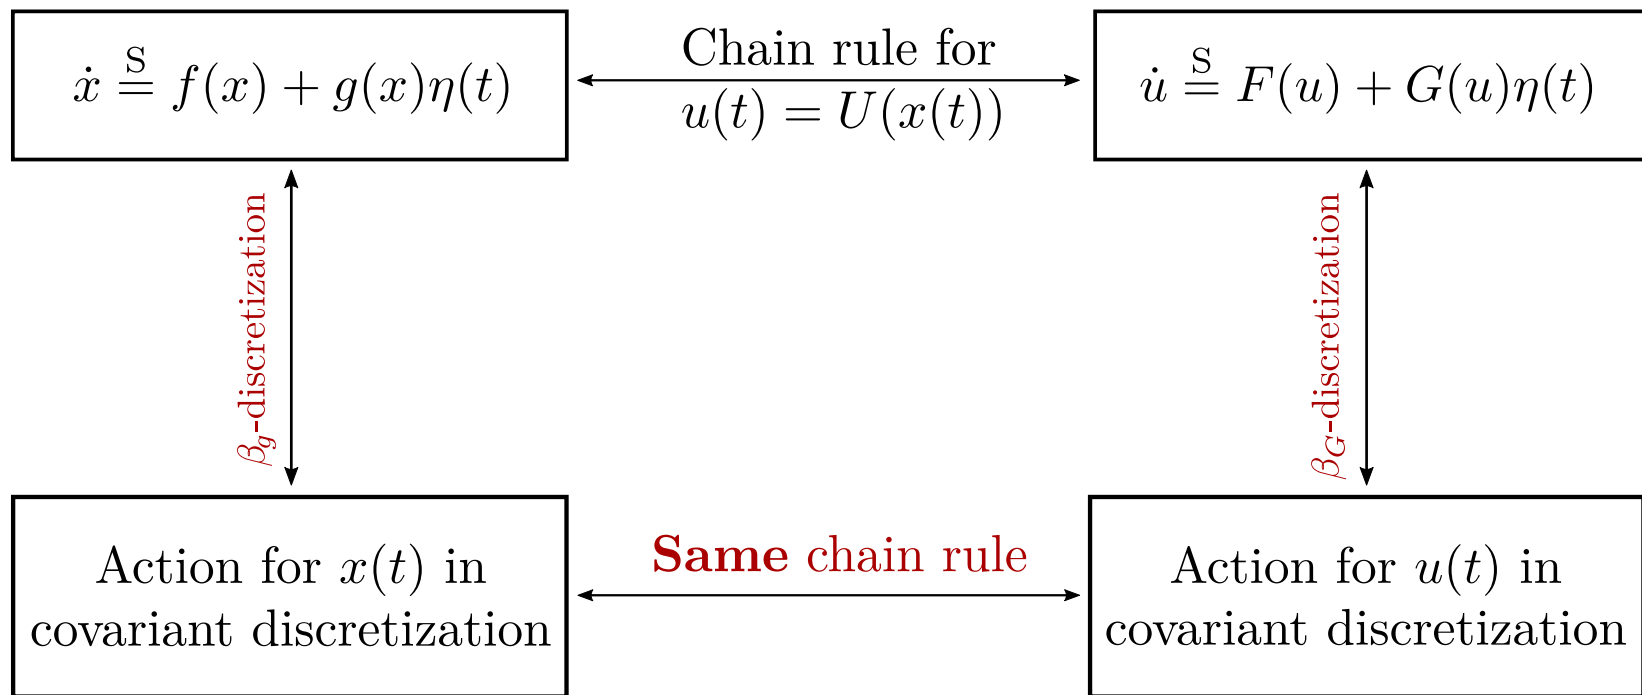 ẋ S= f(x) + g(x)η(t)
Chain rule for
u(t) = U(x(t))
u̇ S= F(u) + G(u)η(t)
β_g-discretization
β_G-discretization
Action for x(t) in
covariant discretization
Same chain rule
Action for u(t) in
covariant discretization